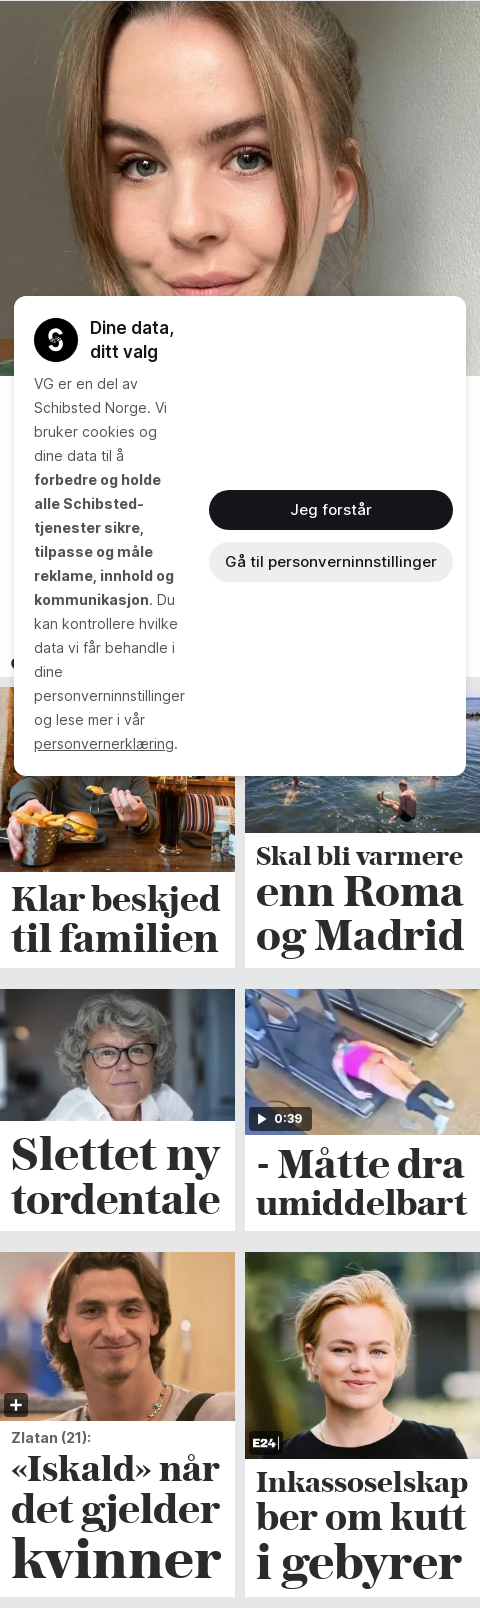 Dine data,
ditt valg
VG er en del av
Schibsted Norge. Vi
bruker cookies og
dine data til å
forbedre og holde
alle Schibsted-
tjenester sikre,
tilpasse og måle
reklame, innhold og
kommunikasjon. Du
kan kontrollere hvilke
data vi får behandle i
dine
personverninnstillinger
og lese mer i vår
personvernerklæring.
Jeg forstår
Gå til personverninnstillinger
Klar beskjed
til familien
Skal bli varmere
enn Roma
og Madrid
Slettet ny
tordentale
0:39
- Måtte dra
umiddelbart
Zlatan (21):
«Iskald» når
det gjelder
kvinner
E24
Inkassoselskap
ber om kutt
i gebyrer